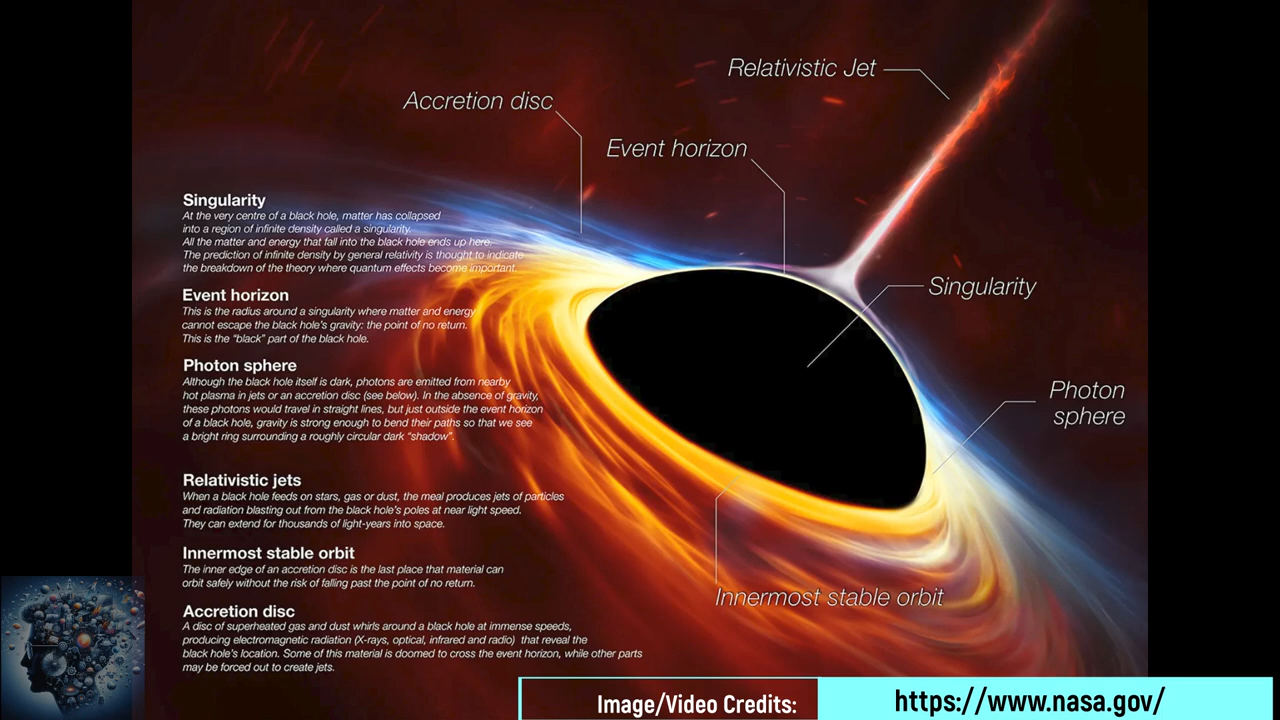 Relativistic Jet
Accretion disc
Event horizon
Singularity
At the very centre of a black hole, matter has collapsed
into a region of infinite density called a singularity.
All the matter and energy that fall into the black hole ends up here.
The prediction of infinite density by general relativity is thought to indicate
the breakdown of the theory where quantum effects become important.
Event horizon
This is the radius around a singularity where matter and energy
cannot escape the black hole's gravity: the point of no return.
This is the "black" part of the black hole.
Photon sphere
Although the black hole itself is dark, photons are emitted from nearby
hot plasma in jets or an accretion disc (see below). In the absence of gravity,
these photons would travel in straight lines, but just outside the event horizon
of a black hole, gravity is strong enough to bend their paths so that we see
a bright ring surrounding a roughly circular dark "shadow".
Relativistic jets
When a black hole feeds on stars, gas or dust, the meal produces jets of particles
and radiation blasting out from the black hole's poles at near light speed.
They can extend for thousands of light-years into space.
Innermost stable orbit
The inner edge of an accretion disc is the last place that material can
orbit safely without the risk of falling past the point of no return.
Accretion disc
A disc of superheated gas and dust whirls around a black hole at immense speeds,
producing electromagnetic radiation (X-rays, optical, infrared and radio) that reveal the
black hole's location. Some of this material is doomed to cross the event horizon, while other parts
may be forced out to create jets.
Singularity
Photon
sphere
Innermost stable orbit
Image/Video Credits:
https://www.nasa.gov/